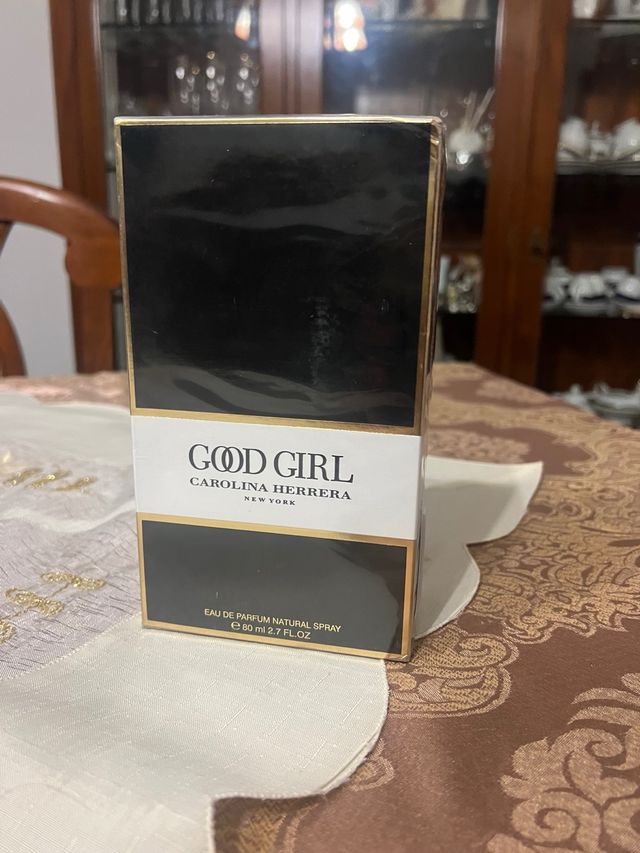 GOOD GIRL
CAROLINA HERRERA
NEW YORK
EAU DE PARFUM NATURAL SPRAY
℮ 80 ml 2.7 FL.OZ